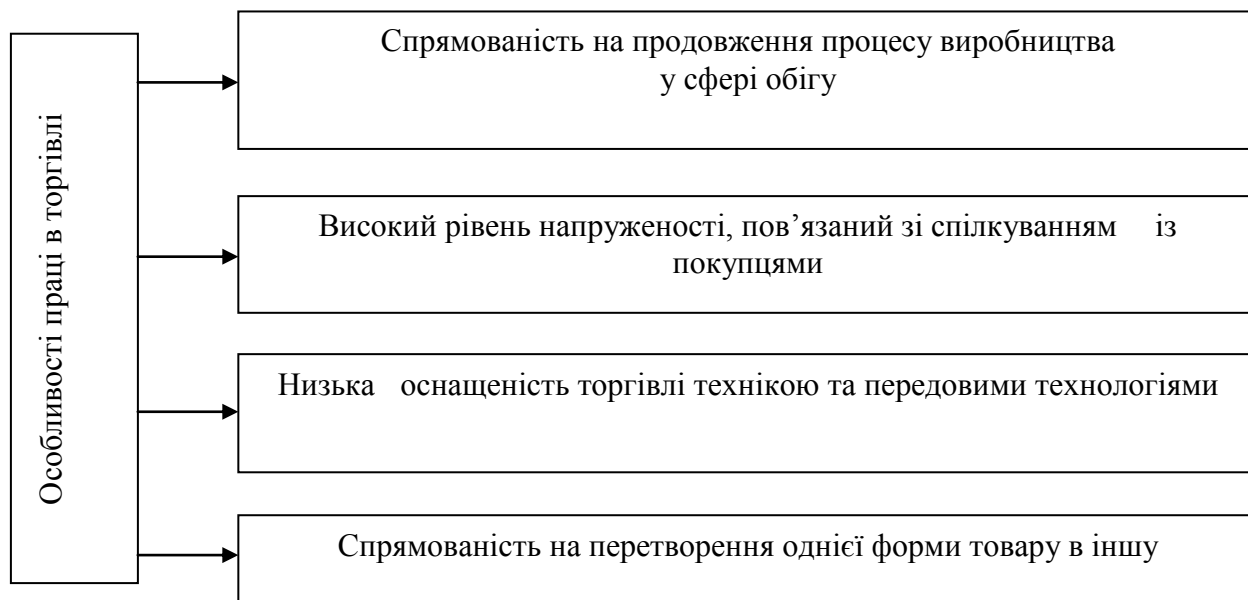 Особливості праці в торгівлі
Спрямованість на продовження процесу виробництва
у сфері обігу
Високий рівень напруженості, пов’язаний зі спілкуванням із
покупцями
Низька оснащеність торгівлі технікою та передовими технологіями
Спрямованість на перетворення однієї форми товару в іншу